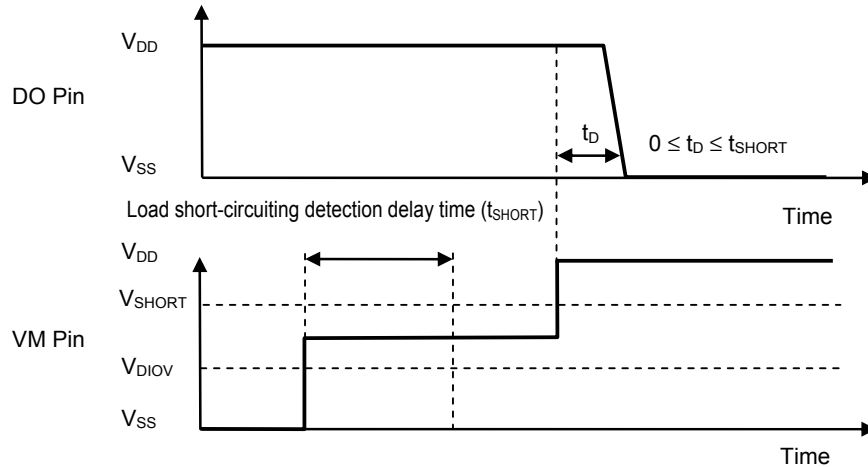 V_DD
DO Pin
t_D
0 ≤ t_D ≤ t_SHORT
V_SS
Load short-circuiting detection delay time (t_SHORT)
Time
V_DD
V_SHORT
VM Pin
V_DIOV
V_SS
Time